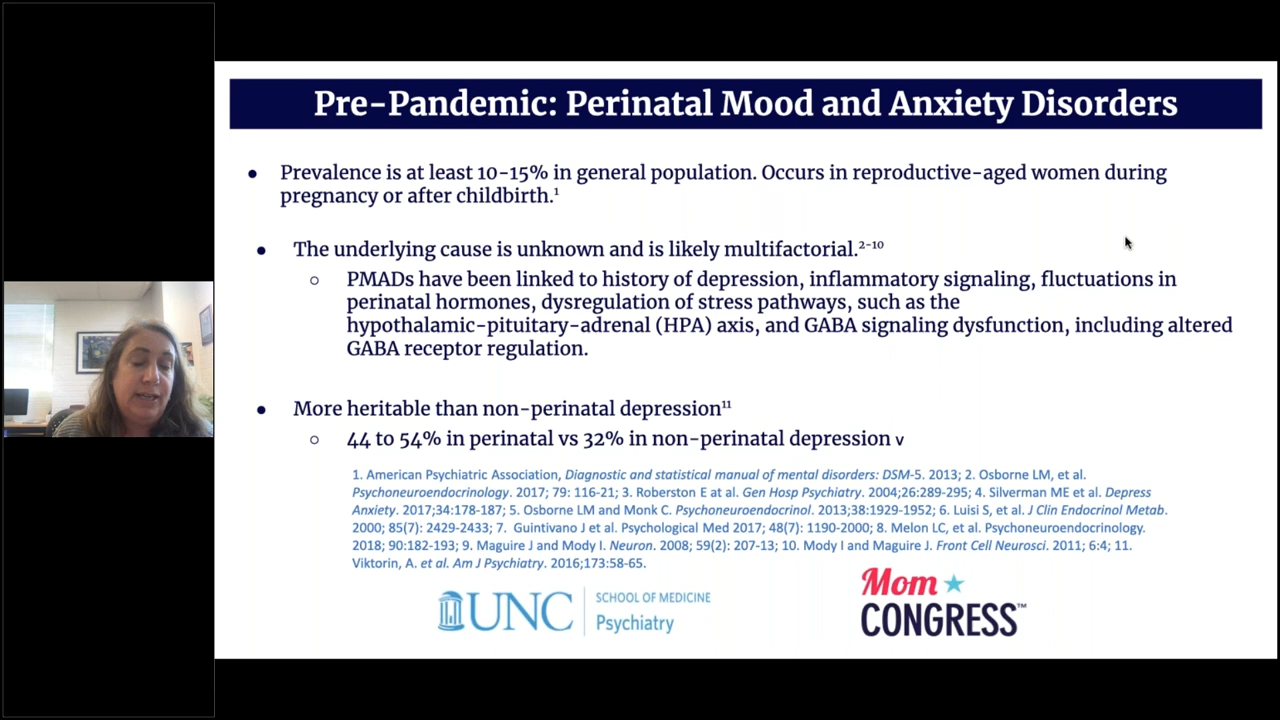 Pre-Pandemic: Perinatal Mood and Anxiety Disorders
• Prevalence is at least 10-15% in general population. Occurs in reproductive-aged women during
pregnancy or after childbirth.¹
• The underlying cause is unknown and is likely multifactorial.²⁻¹⁰
○ PMADs have been linked to history of depression, inflammatory signaling, fluctuations in
perinatal hormones, dysregulation of stress pathways, such as the
hypothalamic-pituitary-adrenal (HPA) axis, and GABA signaling dysfunction, including altered
GABA receptor regulation.
• More heritable than non-perinatal depression¹¹
○ 44 to 54% in perinatal vs 32% in non-perinatal depression v
1. American Psychiatric Association, Diagnostic and statistical manual of mental disorders: DSM-5. 2013; 2. Osborne LM, et al.
Psychoneuroendocrinology. 2017; 79: 116-21; 3. Roberston E at al. Gen Hosp Psychiatry. 2004;26:289-295; 4. Silverman ME et al. Depress
Anxiety. 2017;34:178-187; 5. Osborne LM and Monk C. Psychoneuroendocrinol. 2013;38:1929-1952; 6. Luisi S, et al. J Clin Endocrinol Metab.
2000; 85(7): 2429-2433; 7. Guintivano J et al. Psychological Med 2017; 48(7): 1190-2000; 8. Melon LC, et al. Psychoneuroendocrinology.
2018; 90:182-193; 9. Maguire J and Mody I. Neuron. 2008; 59(2): 207-13; 10. Mody I and Maguire J. Front Cell Neurosci. 2011; 6:4; 11.
Viktorin, A. et al. Am J Psychiatry. 2016;173:58-65.
UNC SCHOOL OF MEDICINE
Psychiatry
Mom
CONGRESS™